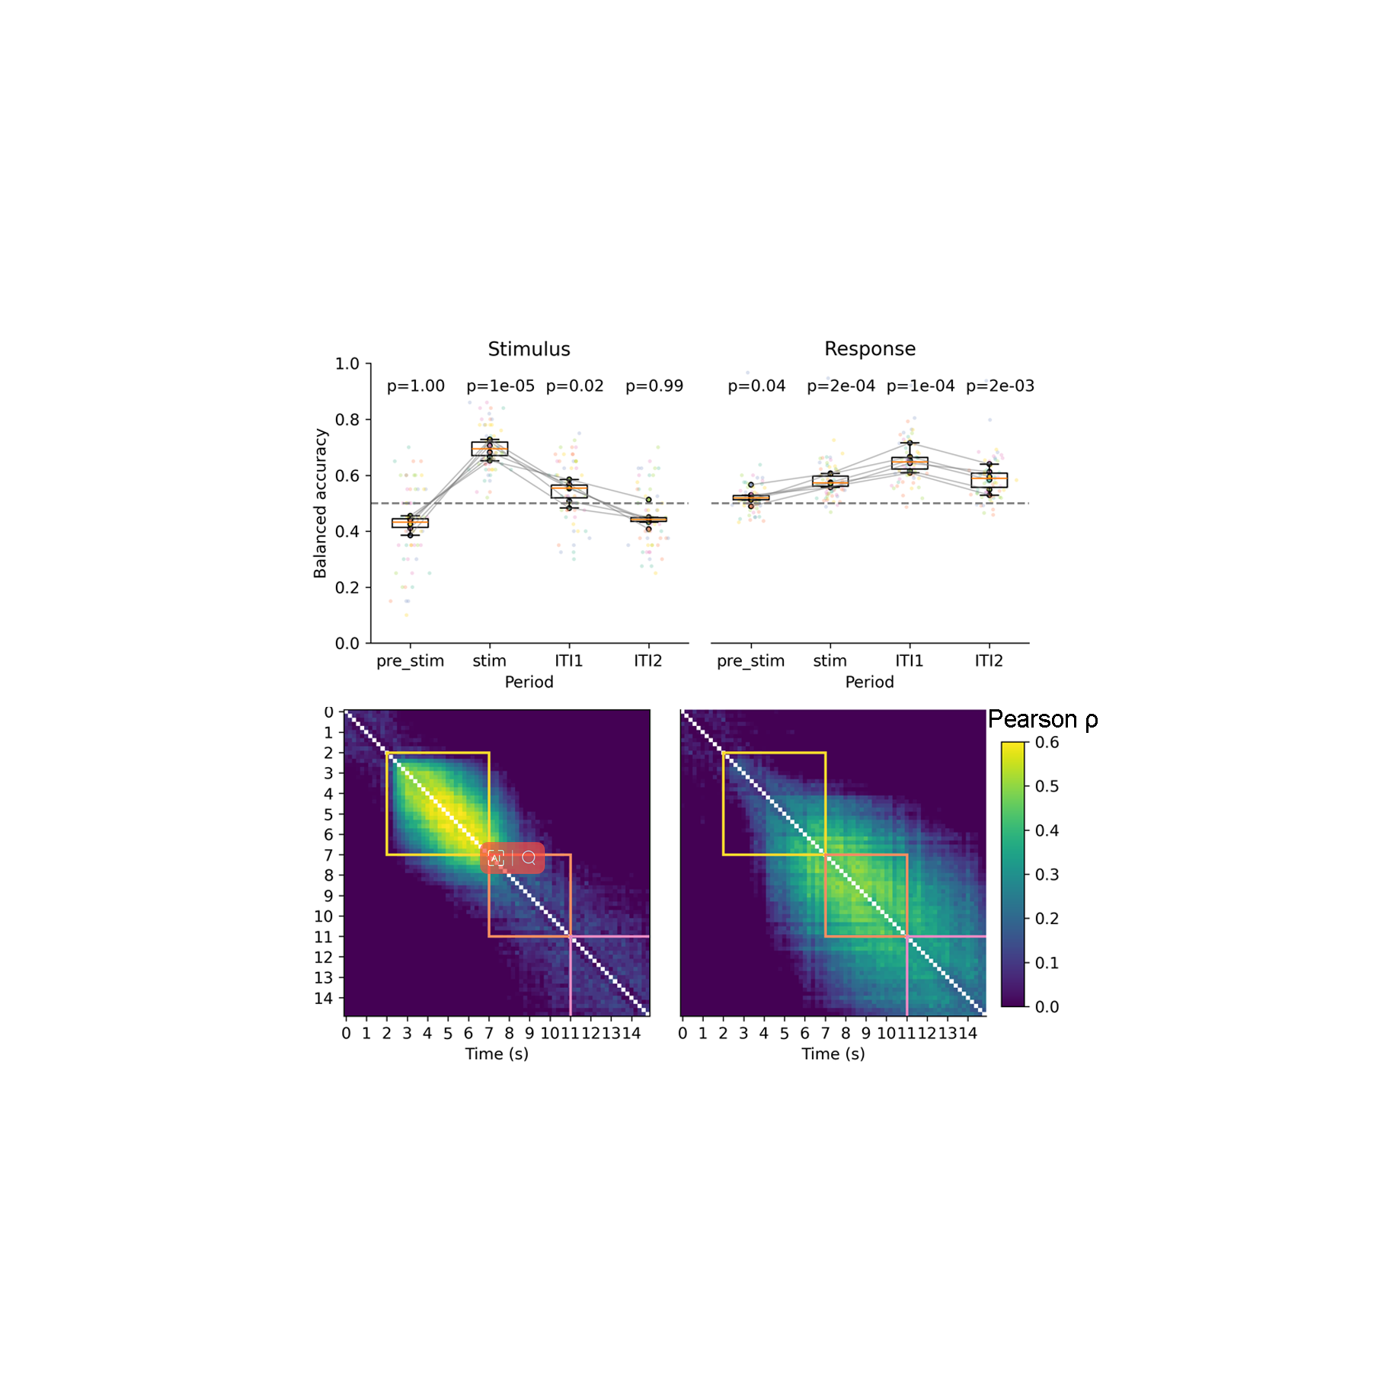 Stimulus
Response
p=1.00 p=1e-05 p=0.02 p=0.99
p=0.04 p=2e-04 p=1e-04 p=2e-03
Balanced accuracy
1.0
0.8
0.6
0.4
0.2
0.0
pre_stim stim ITI1 ITI2
Period
pre_stim stim ITI1 ITI2
Period
0
1
2
3
4
5
6
7
8
9
10
11
12
13
14
0 1 2 3 4 5 6 7 8 9 10 11 12 13 14
Time (s)
0 1 2 3 4 5 6 7 8 9 10 11 12 13 14
Time (s)
Pearson ρ
0.6
0.5
0.4
0.3
0.2
0.1
0.0